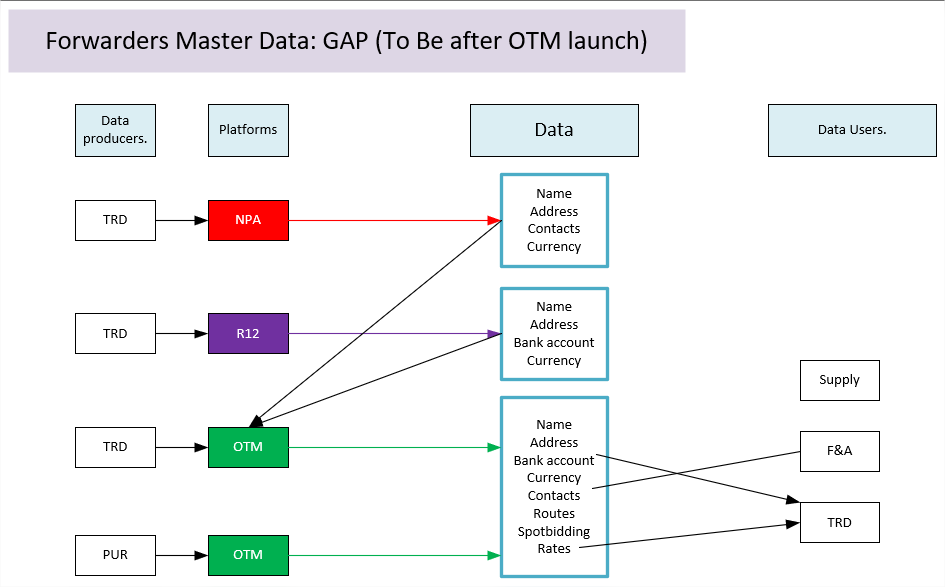 Forwarders Master Data: GAP (To Be after OTM launch)
Data
producers.
Platforms
Data
Data Users.
TRD
NPA
Name
Address
Contacts
Currency
TRD
R12
Name
Address
Bank account
Currency
Supply
TRD
OTM
Name
Address
Bank account
Currency
Contacts
Routes
Spotbidding
Rates
F&A
TRD
PUR
OTM